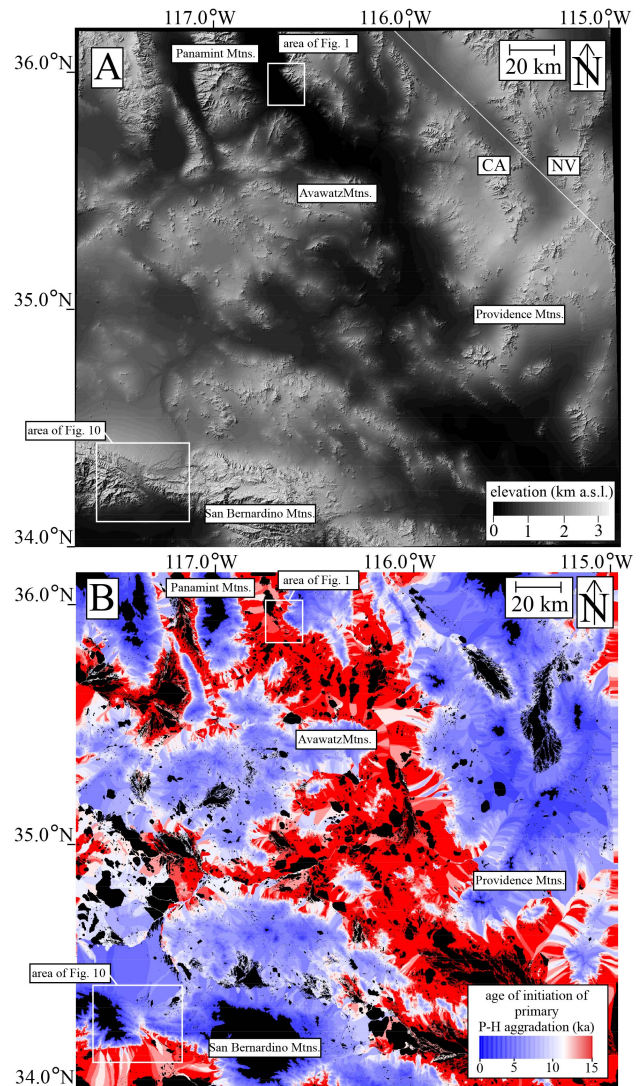 117.0°W 116.0°W 115.0°W
A
Panamint Mtns.
area of Fig. 1
20 km
N
36.0°N
CA
NV
AvawatzMtns.
35.0°N
Providence Mtns.
area of Fig. 10
San Bernardino Mtns.
elevation (km a.s.l.)
0 1 2 3
34.0°N
117.0°W 116.0°W 115.0°W
B
Panamint Mtns.
area of Fig. 1
20 km
N
36.0°N
AvawatzMtns.
35.0°N
Providence Mtns.
area of Fig. 10
San Bernardino Mtns.
age of initiation of
primary
P-H aggradation (ka)
0 5 10 15
34.0°N